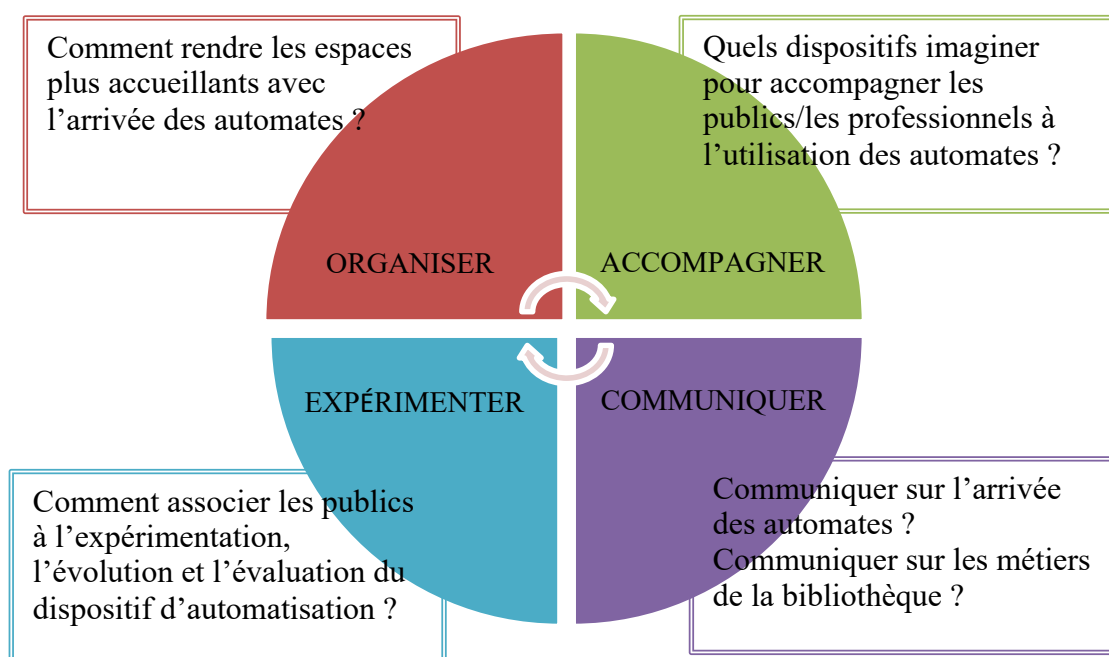 Comment rendre les espaces
plus accueillants avec
l’arrivée des automates ?
Quels dispositifs imaginer
pour accompagner les
publics/les professionnels à
l’utilisation des automates ?
ORGANISER
ACCOMPAGNER
EXPÉRIMENTER
COMMUNIQUER
Comment associer les publics
à l’expérimentation,
l’évolution et l’évaluation du
dispositif d’automatisation ?
Communiquer sur l’arrivée
des automates ?
Communiquer sur les métiers
de la bibliothèque ?